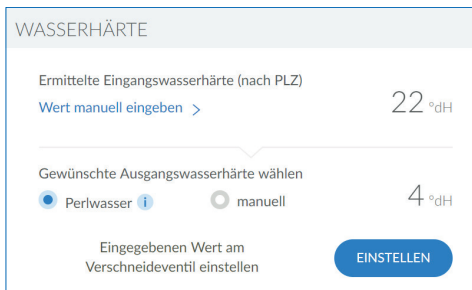 WASSERHÄRTE
Ermittelte Eingangswasserhärte (nach PLZ)
Wert manuell eingeben >
22 °dH
Gewünschte Ausgangswasserhärte wählen
Perlwasser i manuell
4 °dH
Eingegebenen Wert am
Verschneideventil einstellen
EINSTELLEN